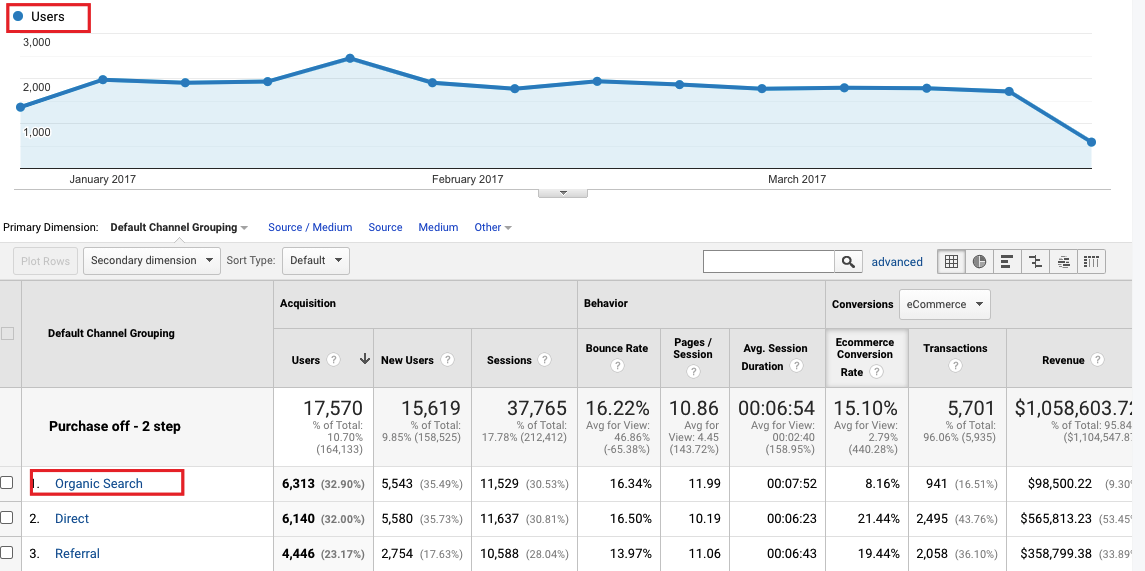 Users
3,000
2,000
1,000
January 2017 February 2017 March 2017
Primary Dimension: Default Channel Grouping Source / Medium Source Medium Other
Plot Rows Secondary dimension Sort Type: Default advanced
Default Channel Grouping
Acquisition Behavior Conversions eCommerce
Users ? New Users ? Sessions ? Bounce Rate ? Pages / Session ? Avg. Session Duration ? Ecommerce Conversion Rate ? Transactions ? Revenue ?
Purchase off - 2 step
17,570 15,619 37,765 16.22% 10.86 00:06:54 15.10% 5,701 $1,058,603.72
% of Total: 10.70% (164,133)
% of Total: 9.85% (158,525)
% of Total: 17.78% (212,412)
Avg for View: 46.86% (-65.38%)
Avg for View: 4.45 (143.72%)
Avg for View: 00:02:40 (158.95%)
Avg for View: 2.79% (440.28%)
% of Total: 96.06% (5,935)
% of Total: 95.84 ($1,104,547.87
1. Organic Search 6,313 (32.90%) 5,543 (35.49%) 11,529 (30.53%) 16.34% 11.99 00:07:52 8.16% 941 (16.51%) $98,500.22 (9.30%
2. Direct 6,140 (32.00%) 5,580 (35.73%) 11,637 (30.81%) 16.50% 10.19 00:06:23 21.44% 2,495 (43.76%) $565,813.23 (53.45%
3. Referral 4,446 (23.17%) 2,754 (17.63%) 10,588 (28.04%) 13.97% 11.06 00:06:43 19.44% 2,058 (36.10%) $358,799.38 (33.89%